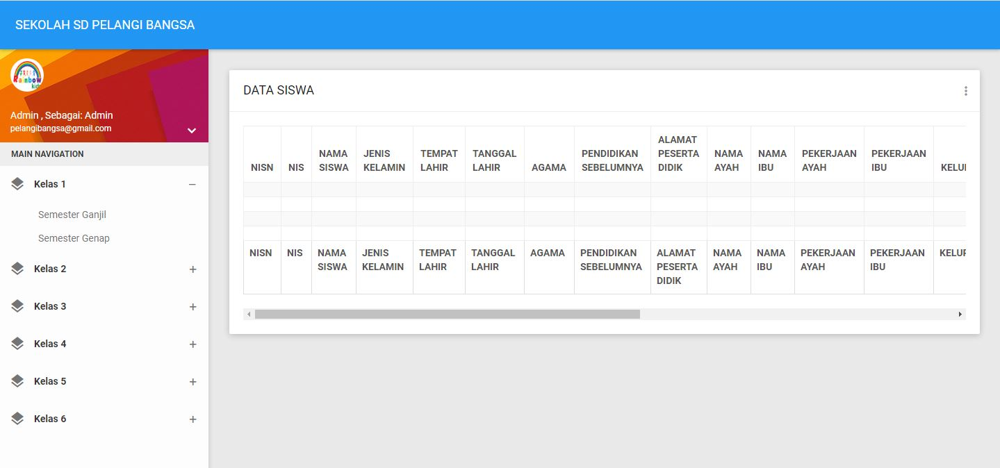 SEKOLAH SD PELANGI BANGSA
Rainbow
kids
Admin , Sebagai: Admin
pelangibangsa@gmail.com
MAIN NAVIGATION
Kelas 1
Semester Ganjil
Semester Genap
Kelas 2
Kelas 3
Kelas 4
Kelas 5
Kelas 6
DATA SISWA
NISN NIS NAMA SISWA JENIS KELAMIN TEMPAT LAHIR TANGGAL LAHIR AGAMA PENDIDIKAN SEBELUMNYA ALAMAT PESERTA DIDIK NAMA AYAH NAMA IBU PEKERJAAN AYAH PEKERJAAN IBU
NISN NIS NAMA SISWA JENIS KELAMIN TEMPAT LAHIR TANGGAL LAHIR AGAMA PENDIDIKAN SEBELUMNYA ALAMAT PESERTA DIDIK NAMA AYAH NAMA IBU PEKERJAAN AYAH PEKERJAAN IBU